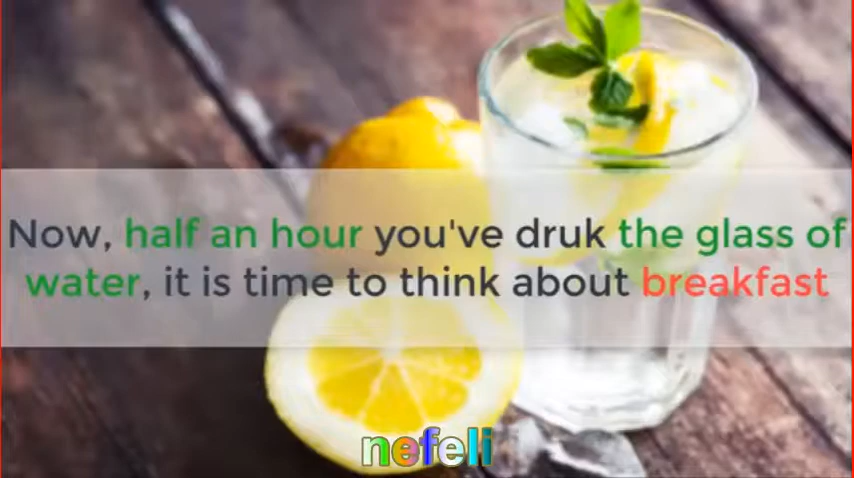 Now, half an hour you've druk the glass of
water, it is time to think about breakfast
nefeli